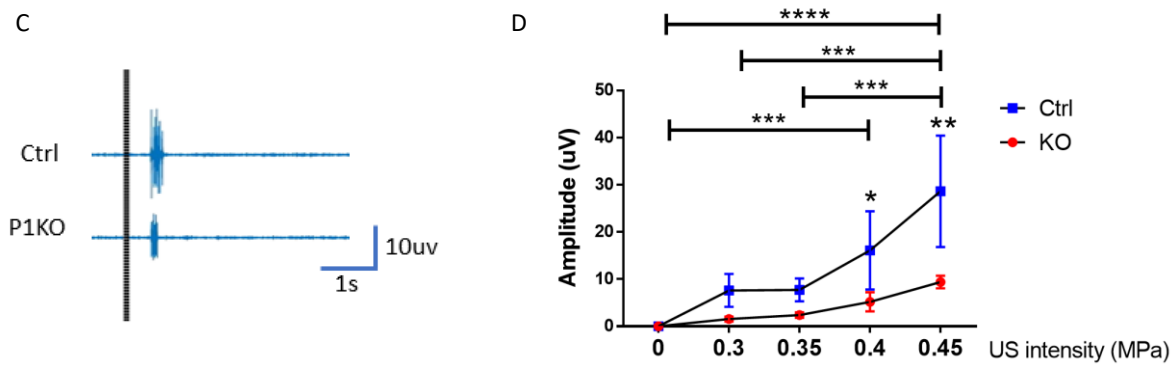 C
Ctrl
P1KO
10uv
1s
D
****
***
***
***
**
*
Ctrl
KO
Amplitude (uV)
50
40
30
20
10
0
0 0.3 0.35 0.4 0.45 US intensity (MPa)